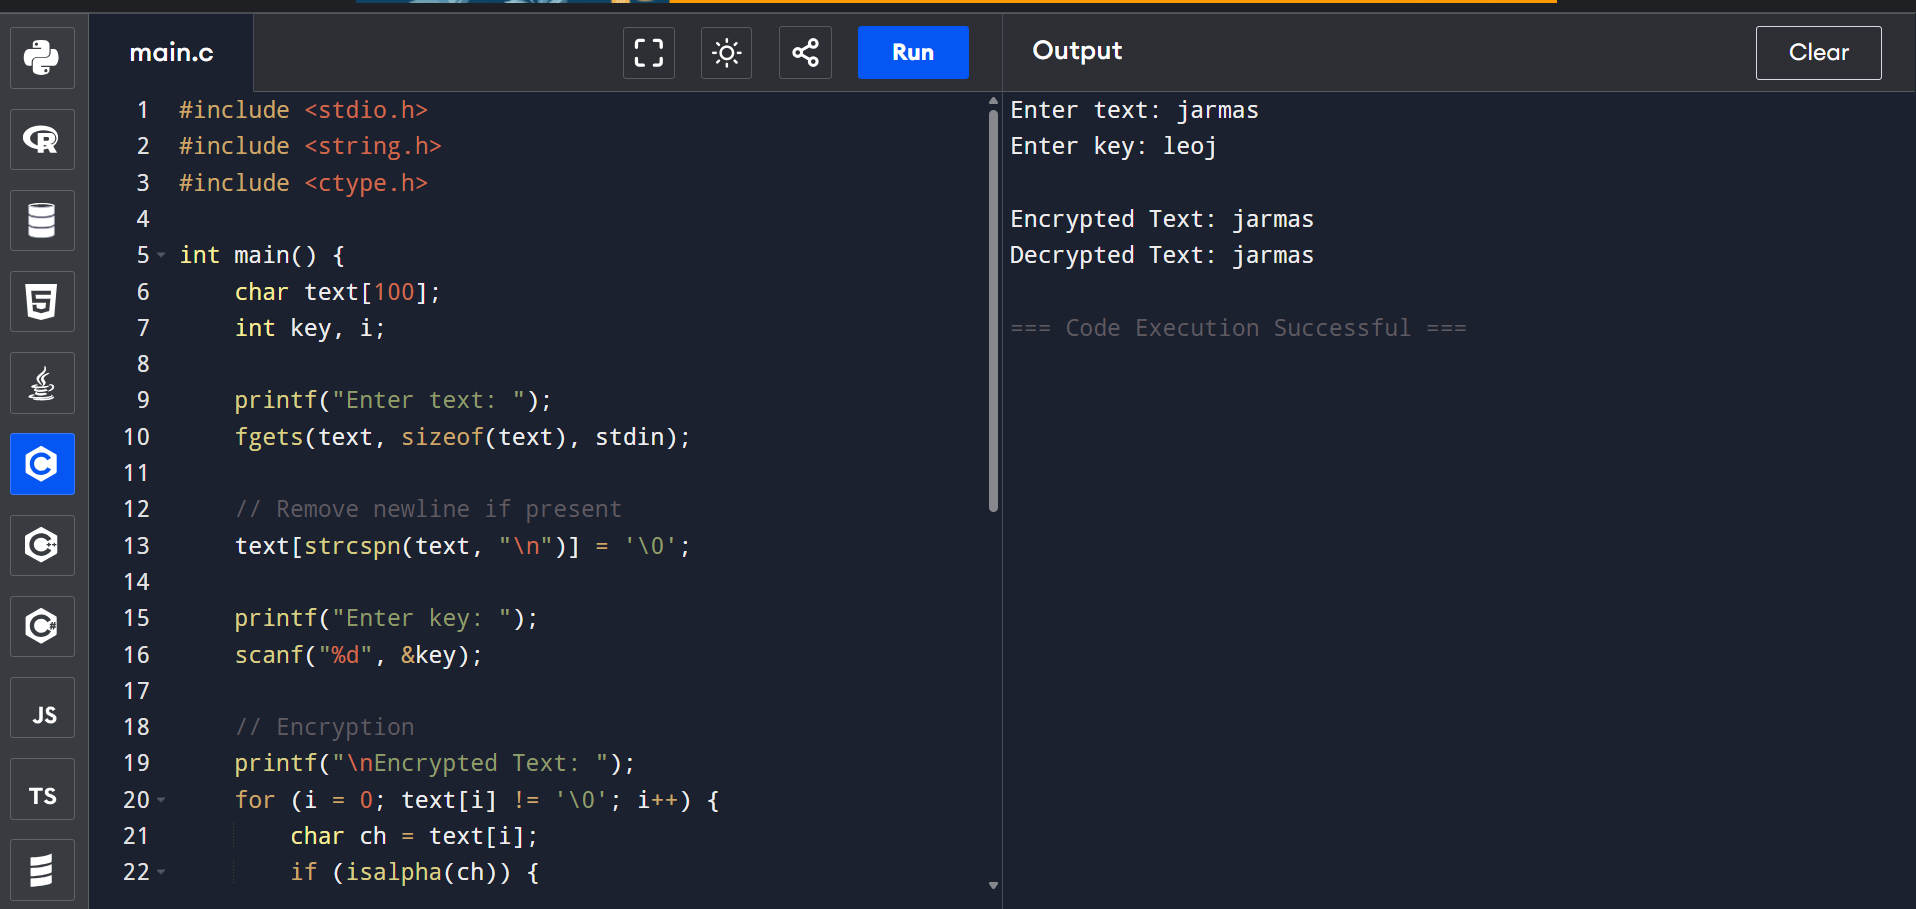 main.c
Run
Output
Clear
1 #include <stdio.h>
2 #include <string.h>
3 #include <ctype.h>
4
5 int main() {
6     char text[100];
7     int key, i;
8
9     printf("Enter text: ");
10     fgets(text, sizeof(text), stdin);
11
12     // Remove newline if present
13     text[strcspn(text, "\n")] = '\0';
14
15     printf("Enter key: ");
16     scanf("%d", &key);
17
18     // Encryption
19     printf("\nEncrypted Text: ");
20     for (i = 0; text[i] != '\0'; i++) {
21         char ch = text[i];
22         if (isalpha(ch)) {
Enter text: jarmas
Enter key: leoj
Encrypted Text: jarmas
Decrypted Text: jarmas
=== Code Execution Successful ===
R
5
C
C++
C#
JS
TS